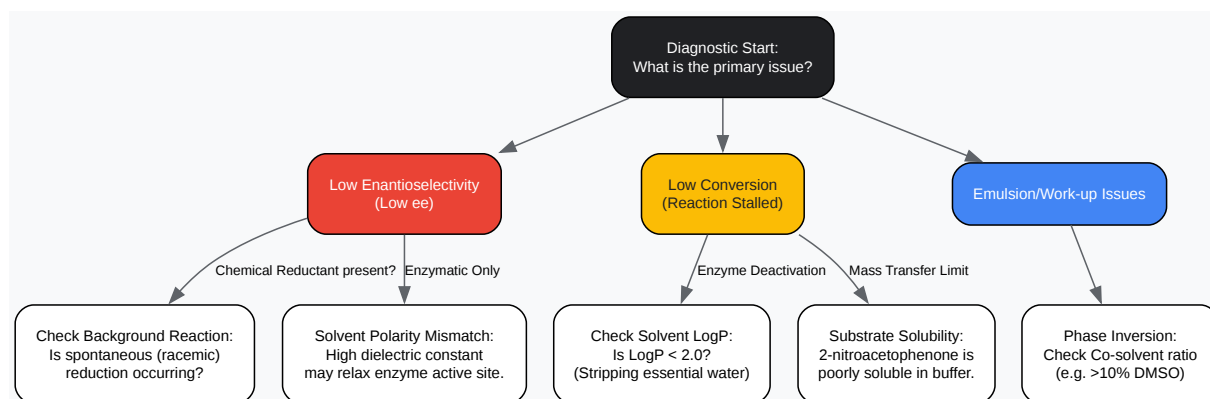 Diagnostic Start:
What is the primary issue?
Low Enantioselectivity
(Low ee)
Low Conversion
(Reaction Stalled)
Emulsion/Work-up Issues
Chemical Reductant present?
Enzymatic Only
Enzyme Deactivation
Mass Transfer Limit
Check Background Reaction:
Is spontaneous (racemic)
reduction occurring?
Solvent Polarity Mismatch:
High dielectric constant
may relax enzyme active site.
Check Solvent LogP:
Is LogP < 2.0?
(Stripping essential water)
Substrate Solubility:
2-nitroacetophenone is
poorly soluble in buffer.
Phase Inversion:
Check Co-solvent ratio
(e.g. >10% DMSO)